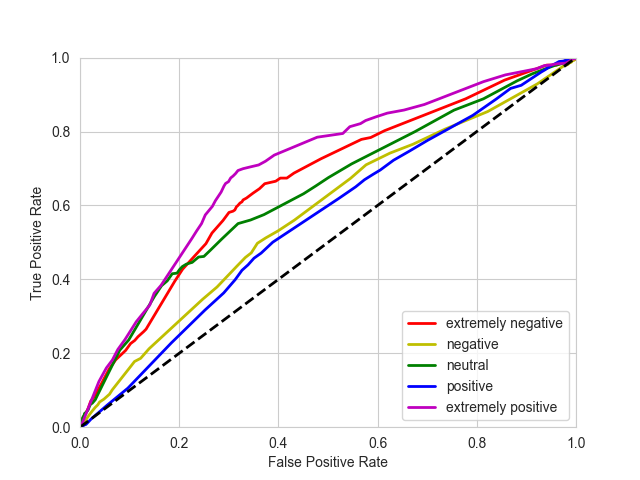 1.0
0.8
0.6
0.4
0.2
0.0
0.0 0.2 0.4 0.6 0.8 1.0
True Positive Rate
False Positive Rate
extremely negative
negative
neutral
positive
extremely positive